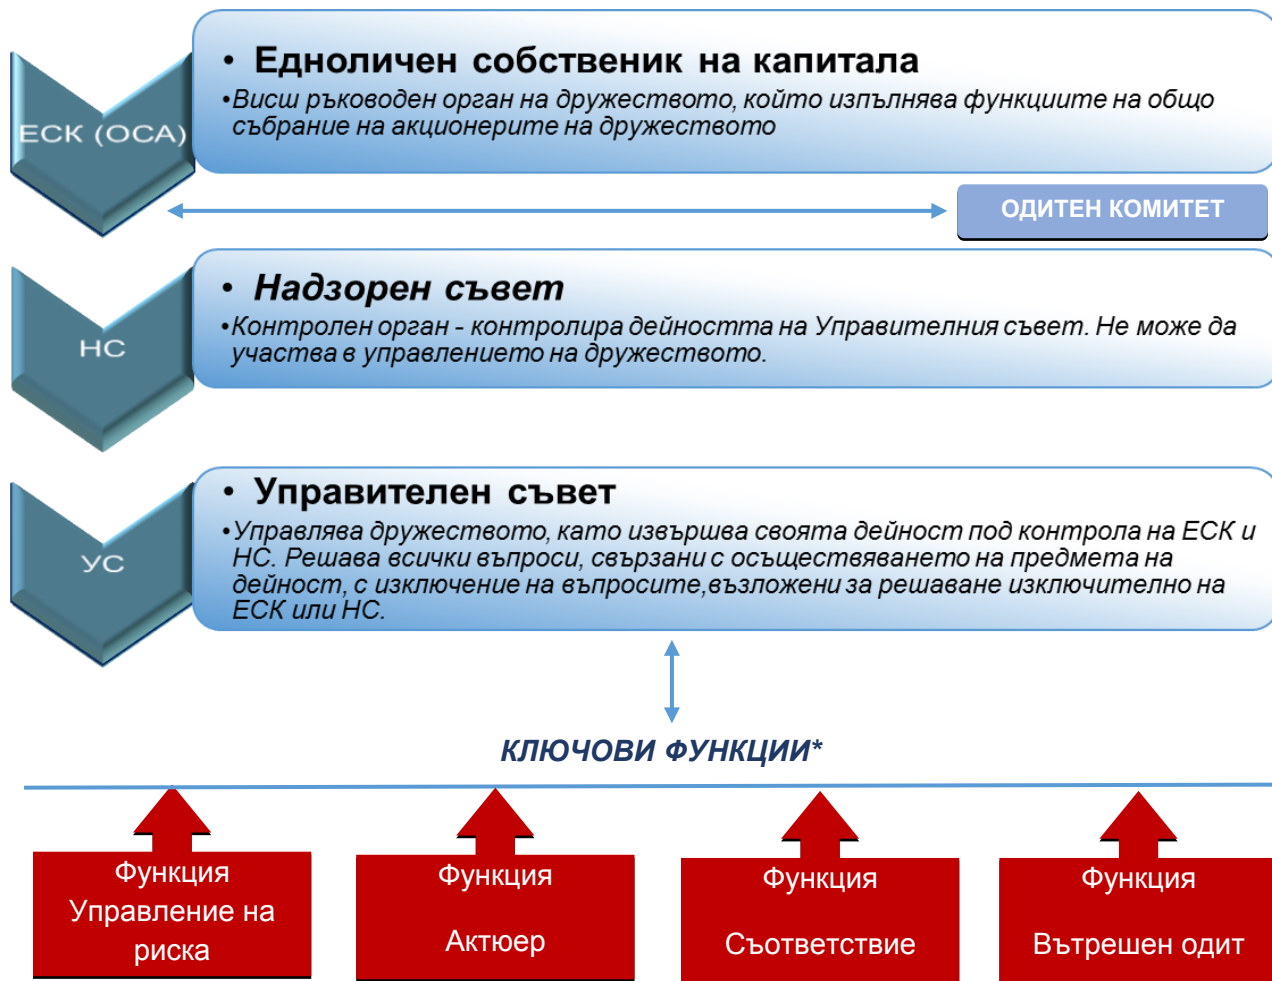 • Едноличен собственик на капитала
•Висш ръководен орган на дружеството, който изпълнява функциите на общо
събрание на акционерите на дружеството
ЕСК (ОСА)
ОДИТЕН КОМИТЕТ
• Надзорен съвет
•Контролен орган - контролира дейността на Управителния съвет. Не може да
участва в управлението на дружеството.
НС
• Управителен съвет
•Управлява дружеството, като извършва своята дейност под контрола на ЕСК и
НС. Решава всички въпроси, свързани с осъществяването на предмета на
дейност, с изключение на въпросите,възложени за решаване изключително на
ЕСК или НС.
УС
КЛЮЧОВИ ФУНКЦИИ*
Функция
Управление на
риска
Функция
Актюер
Функция
Съответствие
Функция
Вътрешен одит